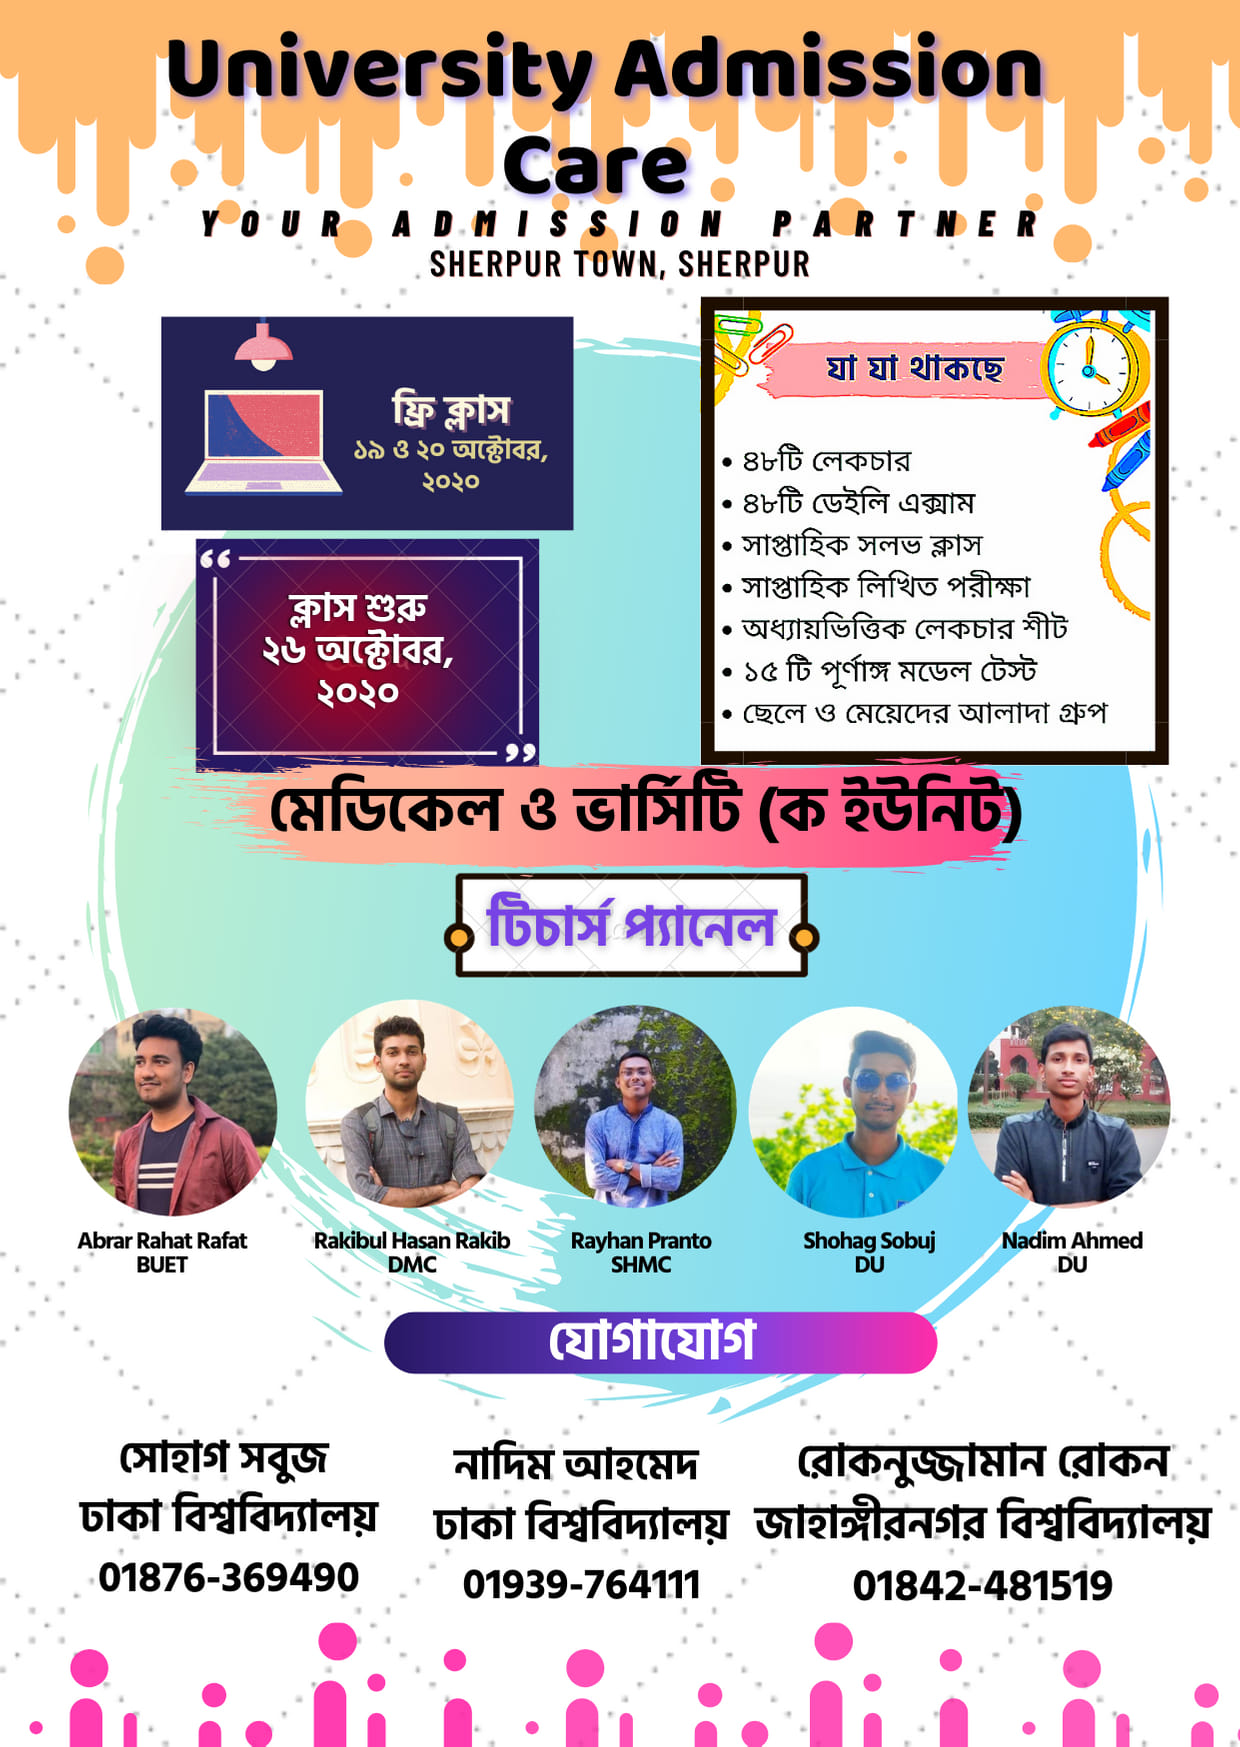 University Admission
Care
YOUR ADMISSION PARTNER
SHERPUR TOWN, SHERPUR
ফ্রি ক্লাস
১৯ ও ২০ অক্টোবর,
২০২০
ক্লাস শুরু
২৬ অক্টোবর,
২০২০
যা যা থাকছে
• ৪৮টি লেকচার
• ৪৮টি ডেইলি এক্সাম
• সাপ্তাহিক সলভ ক্লাস
• সাপ্তাহিক লিখিত পরীক্ষা
• অধ্যায়ভিত্তিক লেকচার শীট
• ১৫ টি পূর্ণাঙ্গ মডেল টেস্ট
• ছেলে ও মেয়েদের আলাদা গ্রুপ
মেডিকেল ও ভার্সিটি (ক ইউনিট)
টিচার্স প্যানেল
Abrar Rahat Rafat
BUET
Rakibul Hasan Rakib
DMC
Rayhan Pranto
SHMC
Shohag Sobuj
DU
Nadim Ahmed
DU
যোগাযোগ
সোহাগ সবুজ
ঢাকা বিশ্ববিদ্যালয়
01876-369490
নাদিম আহমেদ
ঢাকা বিশ্ববিদ্যালয়
01939-764111
রোকনুজ্জামান রোকন
জাহাঙ্গীরনগর বিশ্ববিদ্যালয়
01842-481519